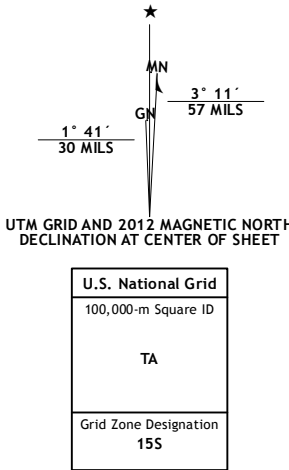 ★
MN
GN
3° 11´
57 MILS
1° 41´
30 MILS
UTM GRID AND 2012 MAGNETIC NORTH
DECLINATION AT CENTER OF SHEET
U.S. National Grid
100,000-m Square ID
TA
Grid Zone Designation
15S